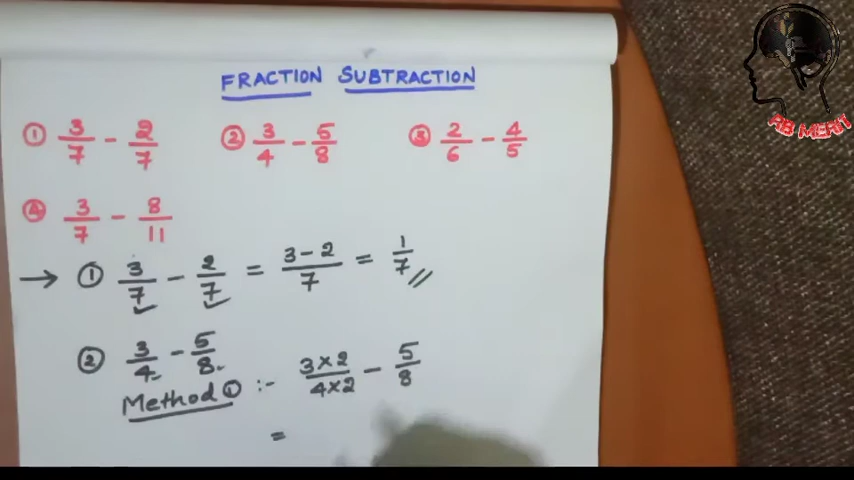 FRACTION SUBTRACTION
① 3/7 - 2/7 ② 3/4 - 5/8 ③ 2/6 - 4/5
④ 3/7 - 8/11
→ ① 3/7 - 2/7 = 3-2/7 = 1/7 //
② 3/4 - 5/8
Method ① :- 3×2/4×2 - 5/8
=
RB MERIT